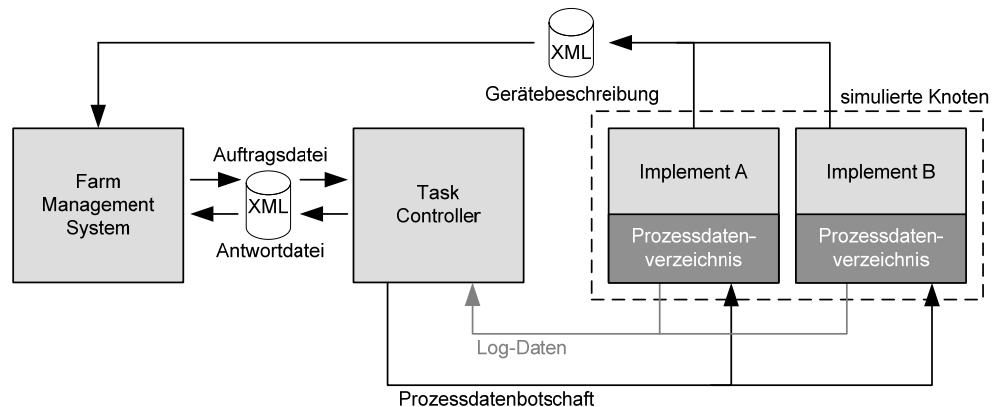 XML
Gerätebeschreibung
simulierte Knoten
Farm
Management
System
Auftragsdatei
XML
Antwortdatei
Task
Controller
Implement A
Prozessdaten-
verzeichnis
Implement B
Prozessdaten-
verzeichnis
Log-Daten
Prozessdatenbotschaft